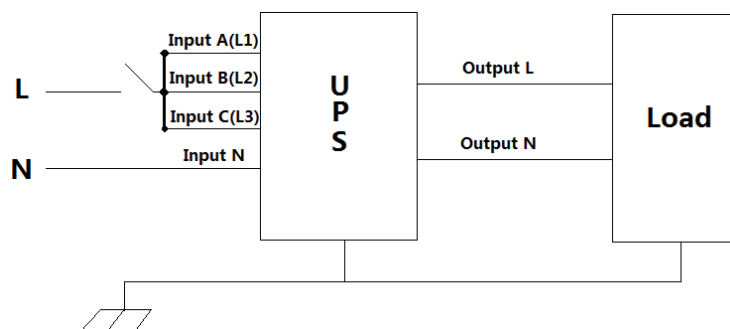 Input A(L1)
L
Input B(L2)
Input C(L3)
N
Input N
U
P
S
Output L
Output N
Load